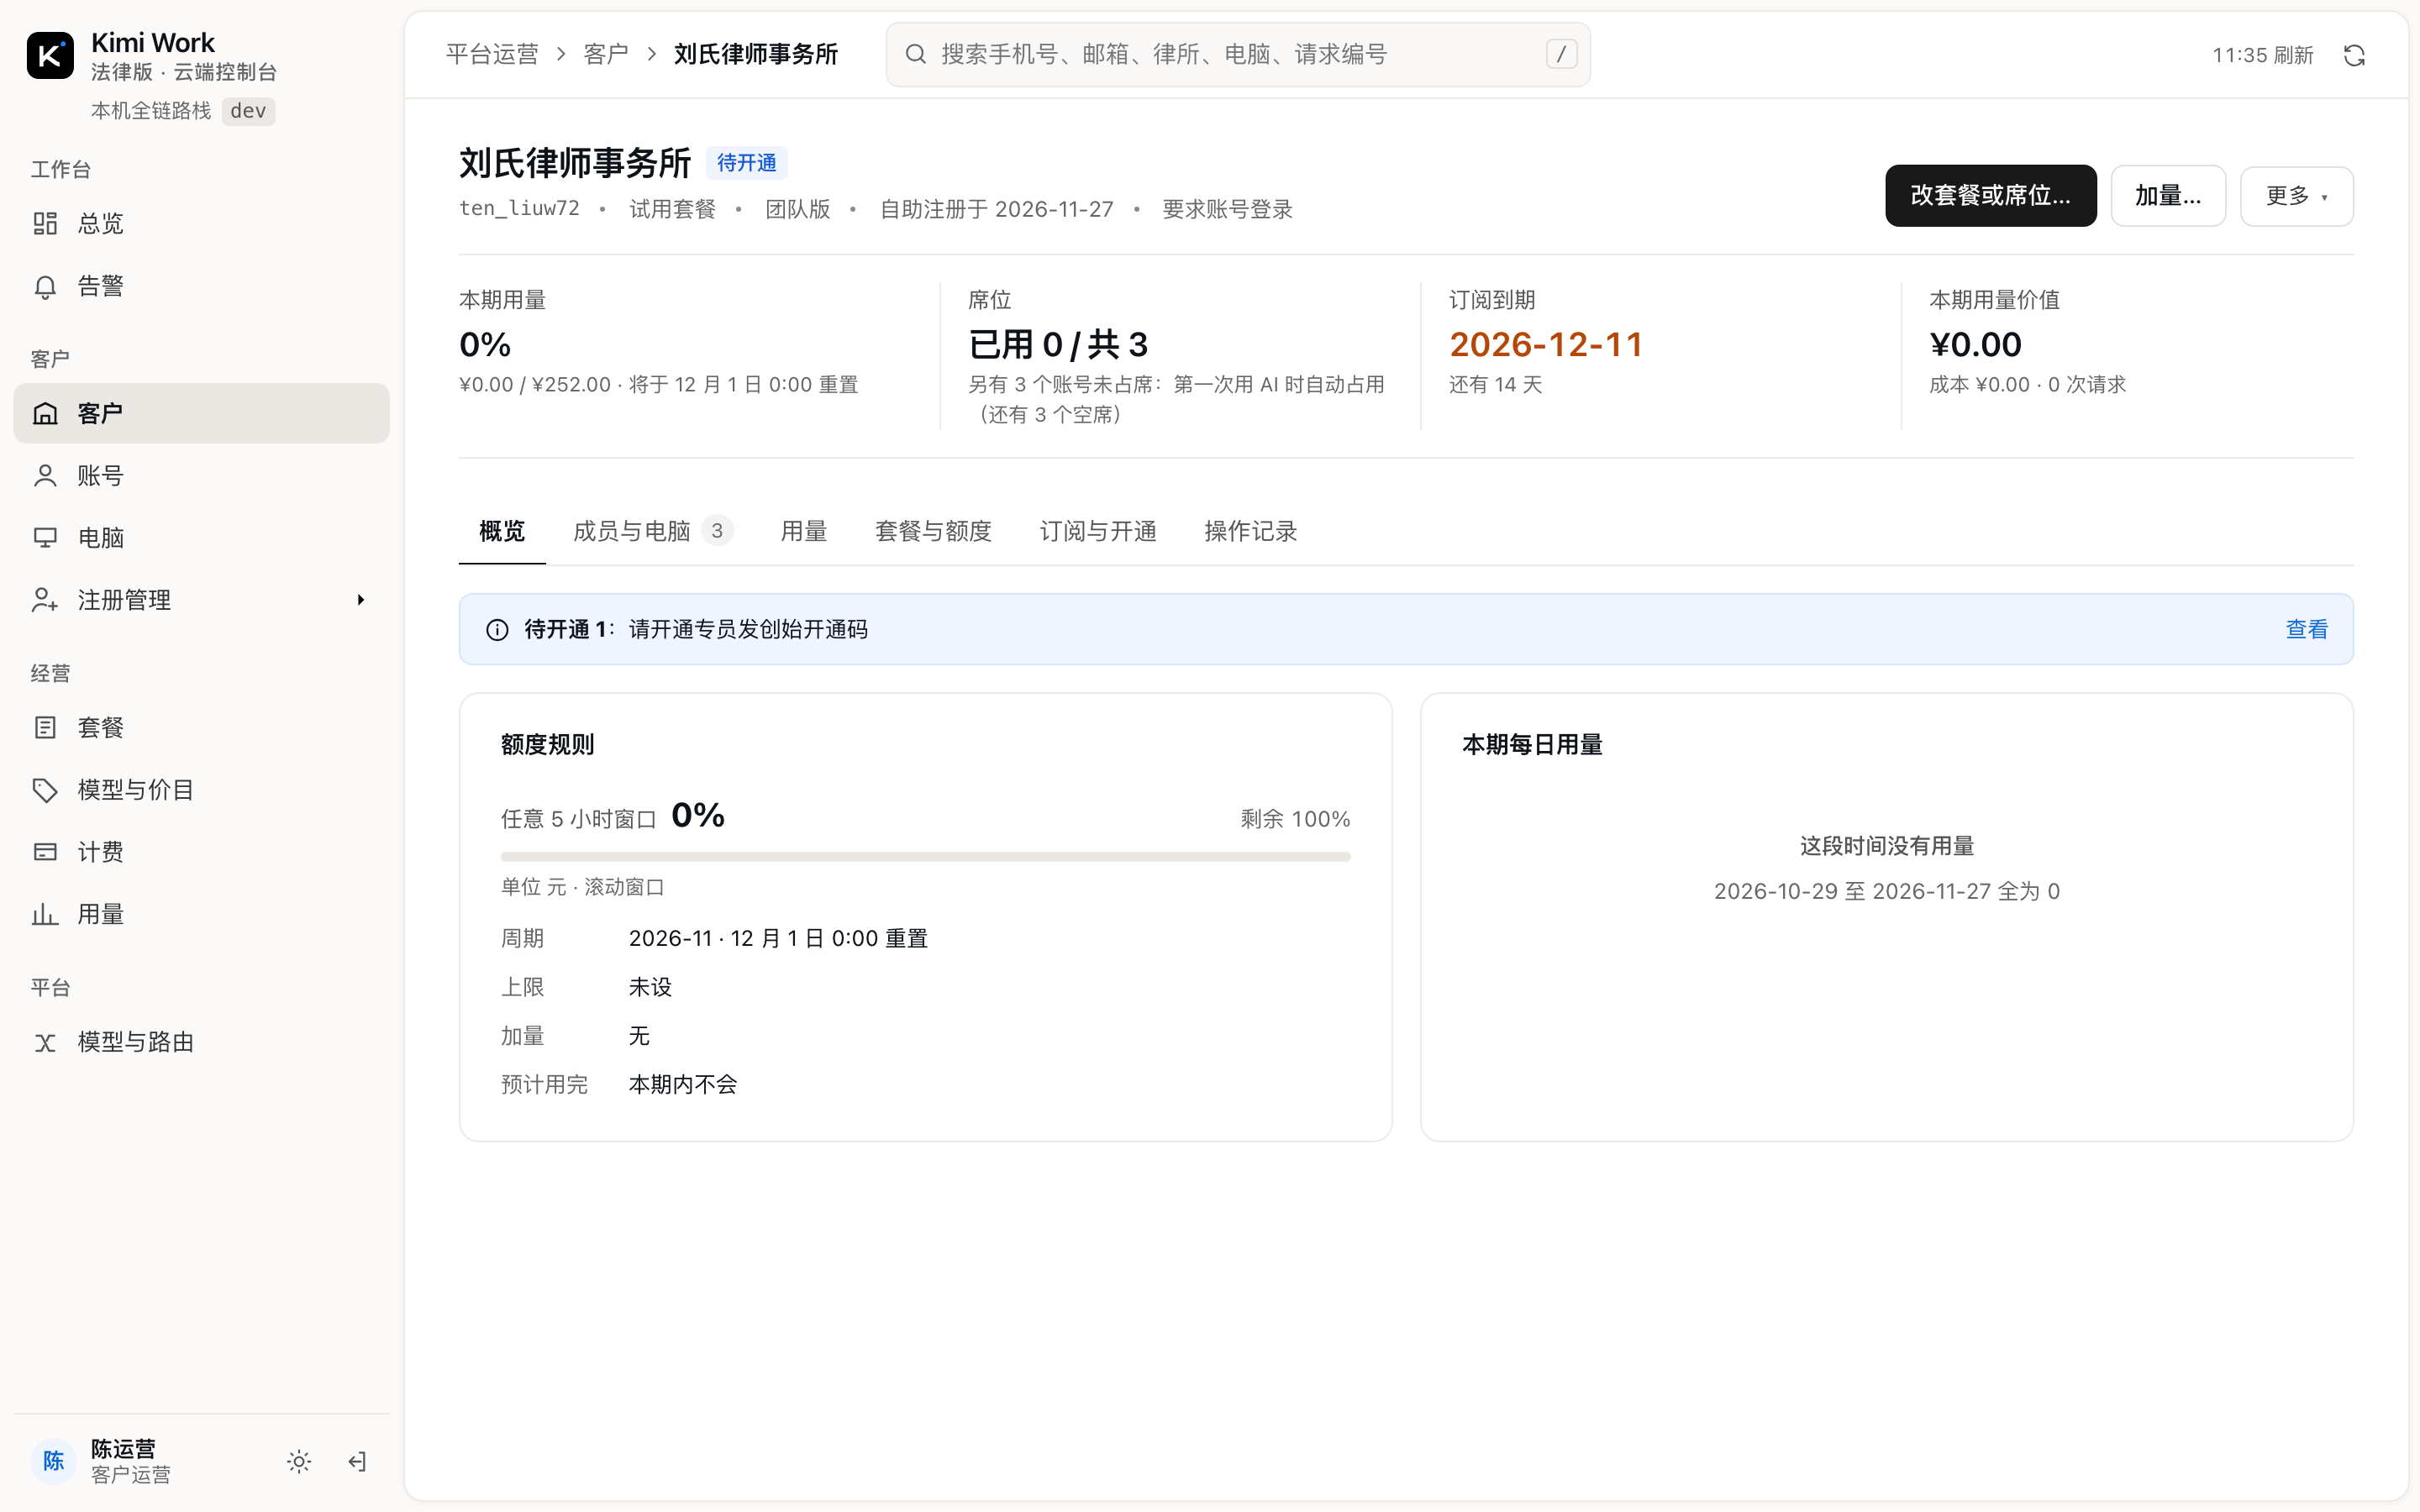 Kimi Work
法律版 · 云端控制台
本机全链路栈 dev
工作台
总览
告警
客户
客户
账号
电脑
注册管理
经营
套餐
模型与价目
计费
用量
平台
模型与路由
陈
陈运营
客户运营
平台运营 > 客户 > 刘氏律师事务所
搜索手机号、邮箱、律所、电脑、请求编号 /
11:35 刷新
刘氏律师事务所 待开通
ten_liuw72 • 试用套餐 • 团队版 • 自助注册于 2026-11-27 • 要求账号登录
改套餐或席位... 加量... 更多 ▾
本期用量
0%
¥0.00 / ¥252.00 · 将于 12 月 1 日 0:00 重置
席位
已用 0 / 共 3
另有 3 个账号未占席：第一次用 AI 时自动占用
（还有 3 个空席）
订阅到期
2026-12-11
还有 14 天
本期用量价值
¥0.00
成本 ¥0.00 · 0 次请求
概览 成员与电脑 3 用量 套餐与额度 订阅与开通 操作记录
待开通 1：请开通专员发创始开通码 查看
额度规则
任意 5 小时窗口 0% 剩余 100%
单位 元 · 滚动窗口
周期 2026-11 · 12 月 1 日 0:00 重置
上限 未设
加量 无
预计用完 本期内不会
本期每日用量
这段时间没有用量
2026-10-29 至 2026-11-27 全为 0